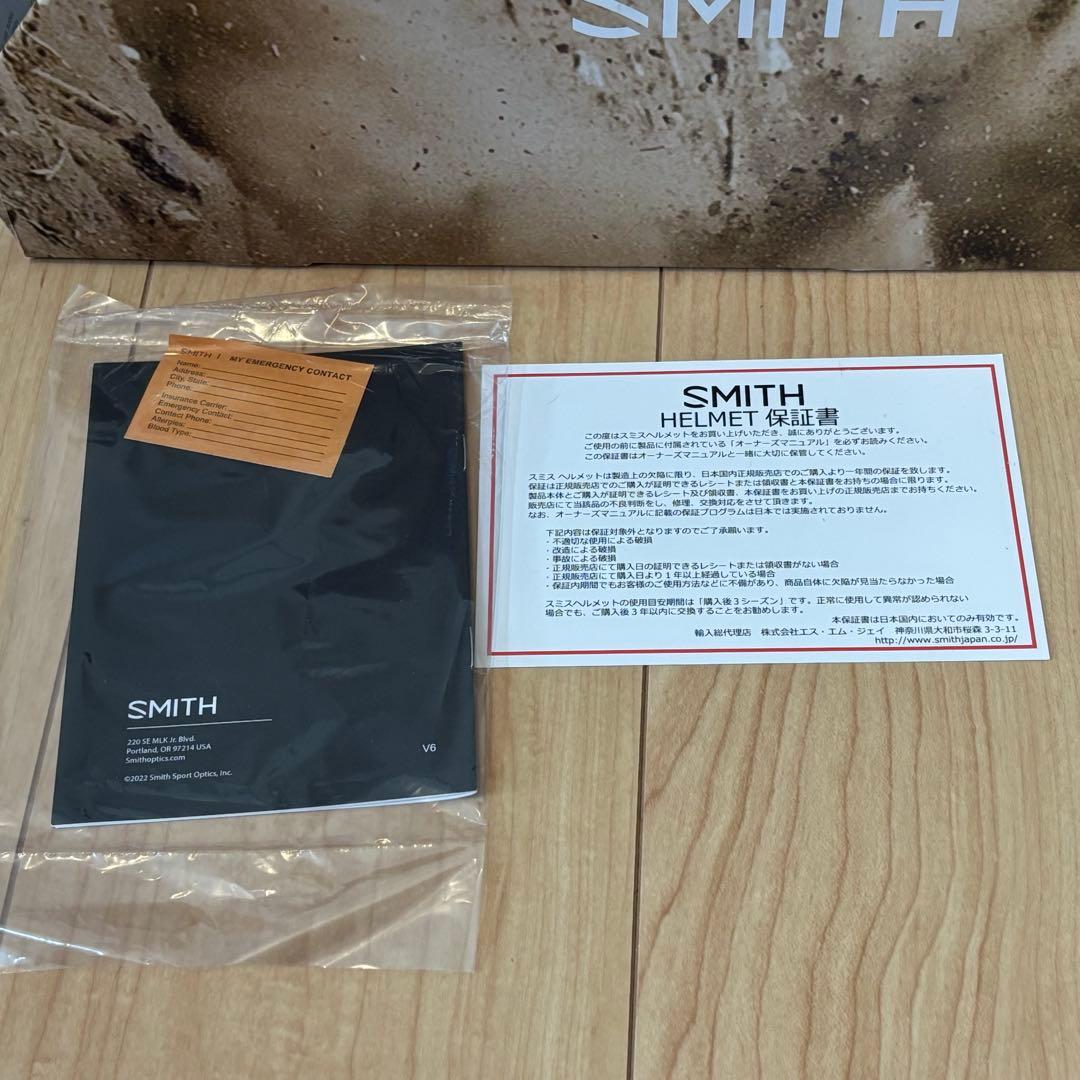 SMITH
SMITH | MY EMERGENCY CONTACT
Name:
Address:
City, State:
Phone:
Insurance Carrier:
Emergency Contact:
Contact Phone:
Allergies:
Blood Type:
SMITH
220 SE MLK Jr. Blvd.
Portland, OR 97214 USA
Smithoptics.com
©2022 Smith Sport Optics, Inc.
V6
SMITH
HELMET 保証書
この度はスミスヘルメットをお買い上げいただき、誠にありがとうございます。
ご使用の前に製品に付属されている「オーナーズマニュアル」を必ずお読みください。
この保証書はオーナーズマニュアルと一緒に大切に保管してください。
スミス ヘルメットは製造上の欠陥に限り、日本国内正規販売店でのご購入より一年間の保証を致します。
保証は正規販売店でのご購入が証明できるレシートまたは領収書と本保証書をお持ちの場合に限ります。
製品本体とご購入が証明できるレシート及び領収書、本保証書をお買い上げの正規販売店までお持ちください。
販売店にて当該品の不良判断をし、修理、交換対応をさせて頂きます。
なお、オーナーズマニュアルに記載の保証プログラムは日本では実施されておりません。
下記内容は保証対象外となりますのでご了承願います。
・不適切な使用による破損
・改造による破損
・事故による破損
・正規販売店にて購入日の証明できるレシートまたは領収書がない場合
・正規販売店にて購入日より1年以上経過している場合
・保証内期間でもお客様のご使用方法などに不備があり、商品自体に欠陥が見当たらなかった場合
スミスヘルメットの使用目安期間は「購入後3シーズン」です。正常に使用して異常が認められない
場合でも、ご購入後3年以内に交換することをお勧めします。
本保証書は日本国内においてのみ有効です。
輸入総代理店 株式会社エス・エム・ジェイ 神奈川県大和市桜森 3-3-11
http://www.smithjapan.co.jp/